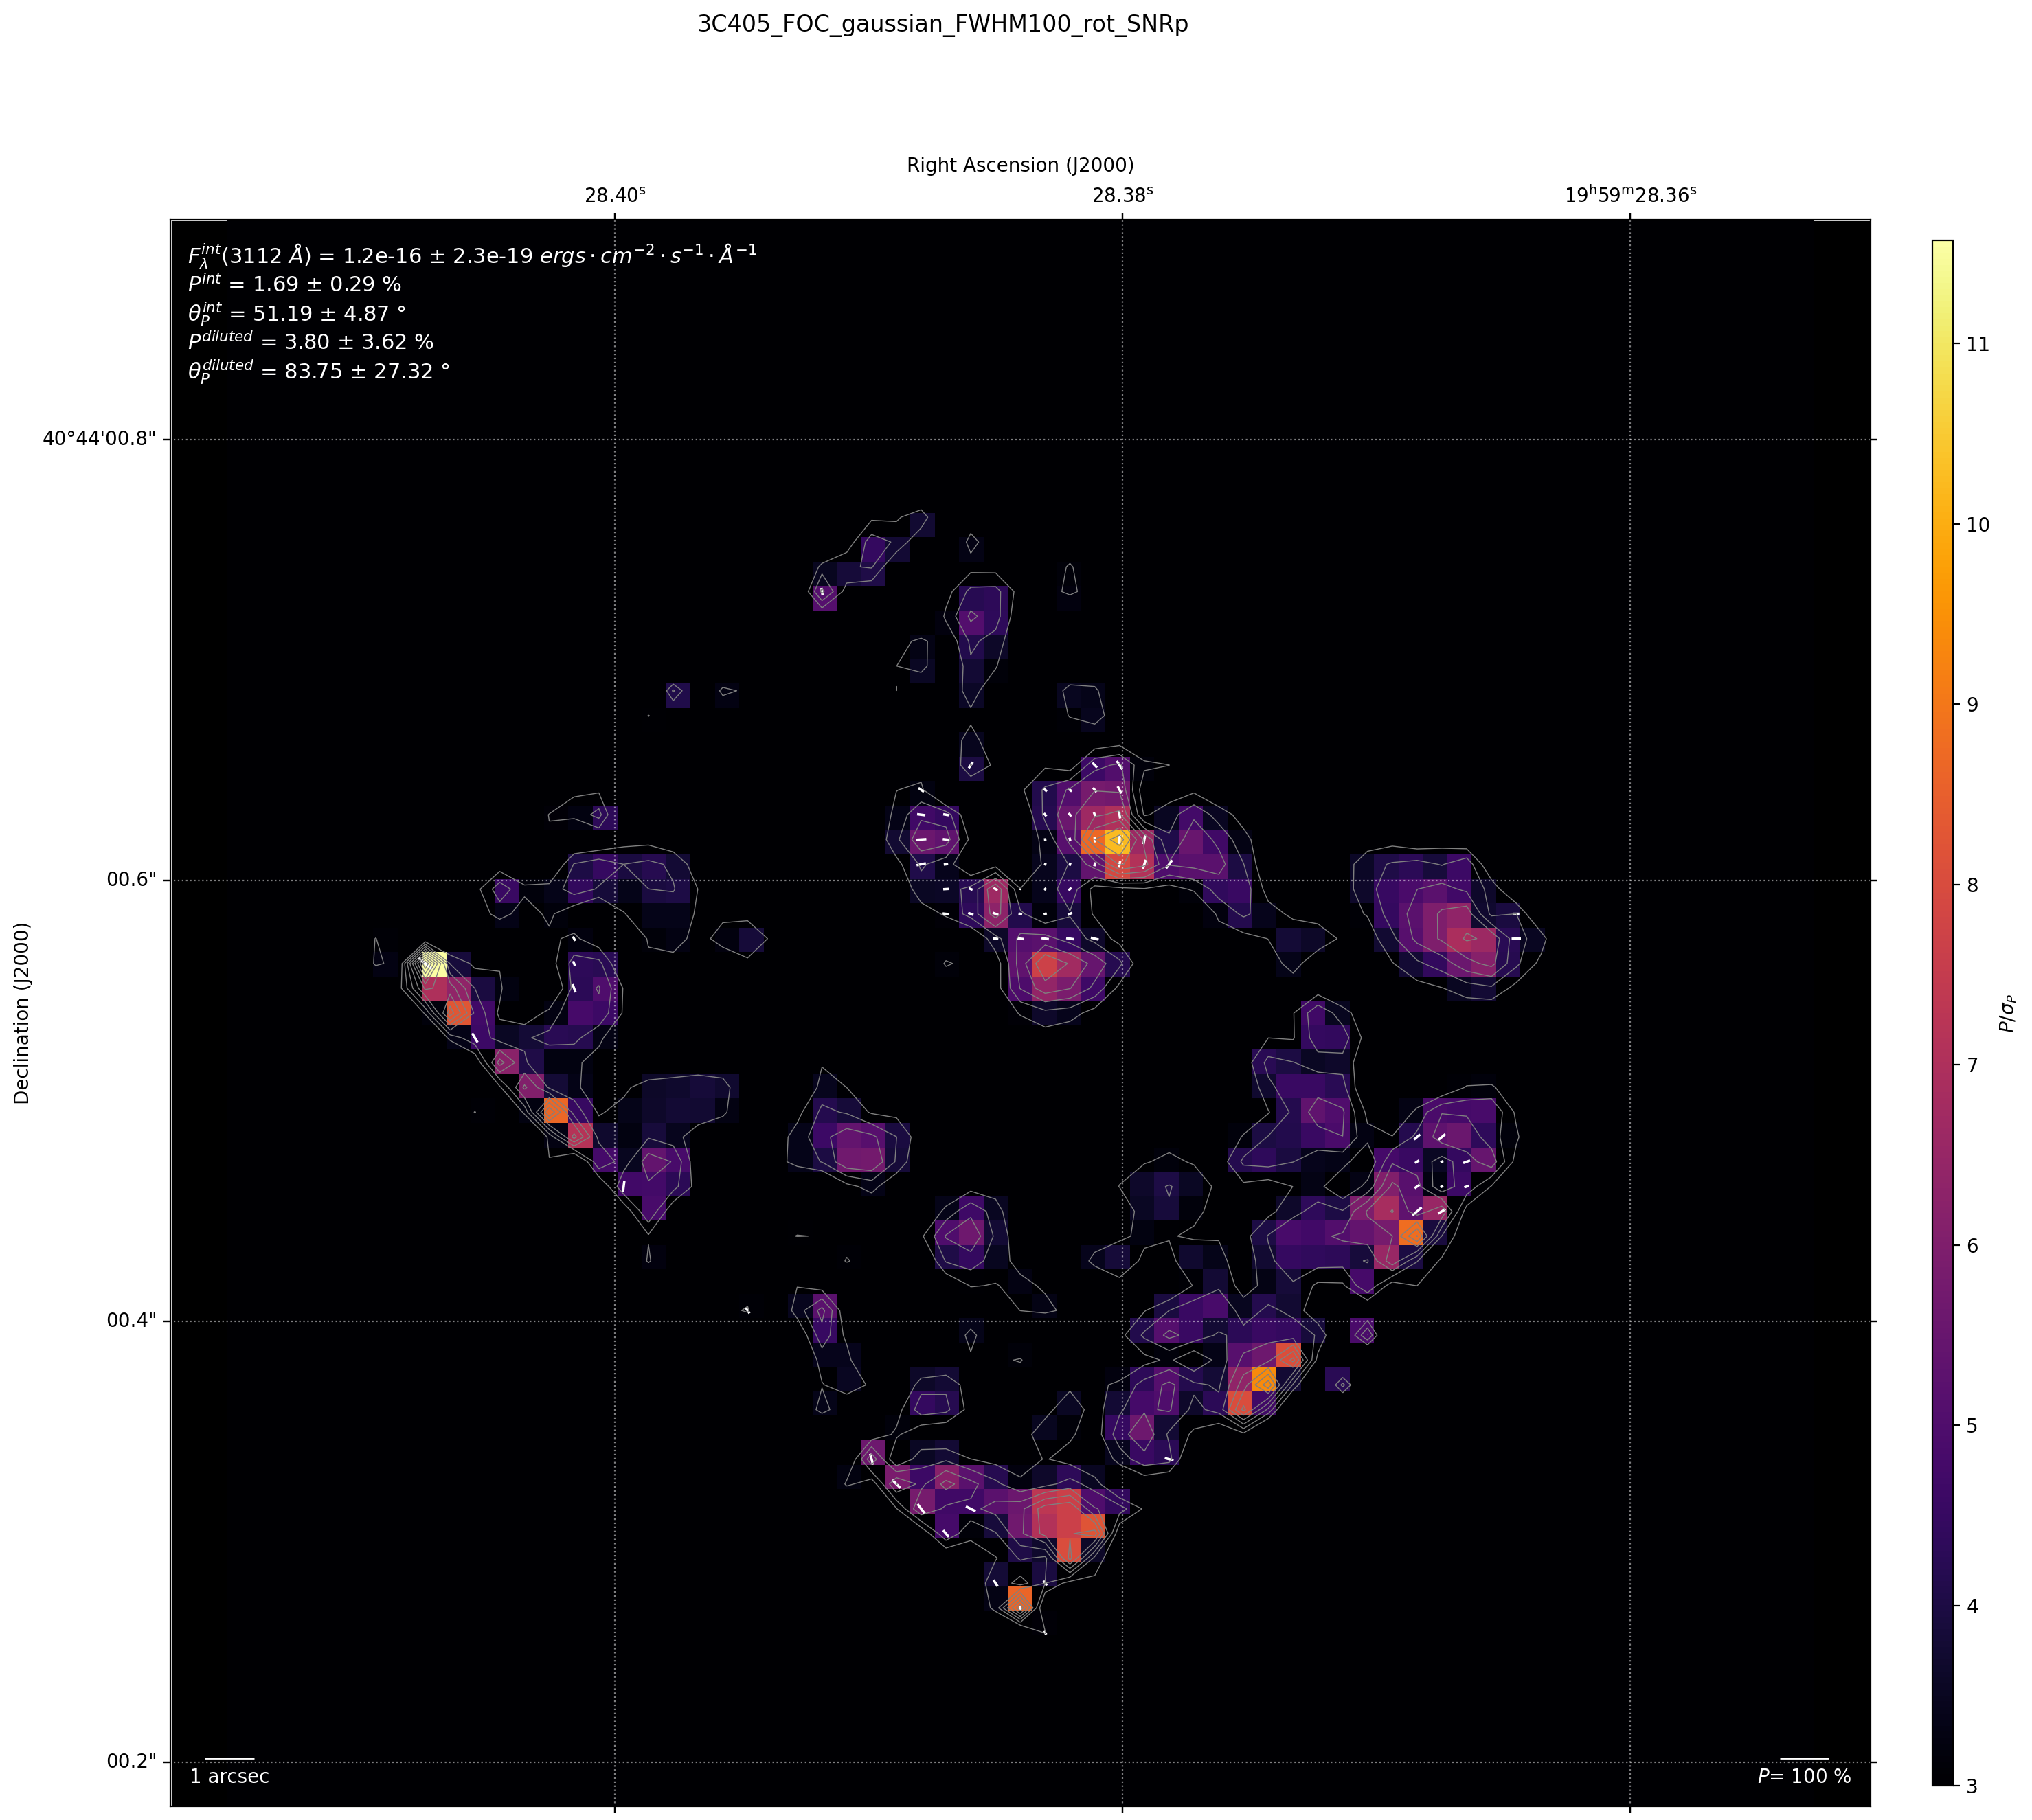 3C405_FOC_gaussian_FWHM100_rot_SNRp
Right Ascension (J2000)
28.40ˢ 28.38ˢ 19ʰ59ᵐ28.36ˢ
F_λ^int(3112 Å) = 1.2e-16 ± 2.3e-19 ergs · cm⁻² · s⁻¹ · Å⁻¹
P^int = 1.69 ± 0.29 %
θ_P^int = 51.19 ± 4.87 °
P^diluted = 3.80 ± 3.62 %
θ_P^diluted = 83.75 ± 27.32 °
40°44'00.8"
00.6"
00.4"
00.2"
Declination (J2000)
1 arcsec
P= 100 %
11
10
9
8
7
6
5
4
3
P/σ_P